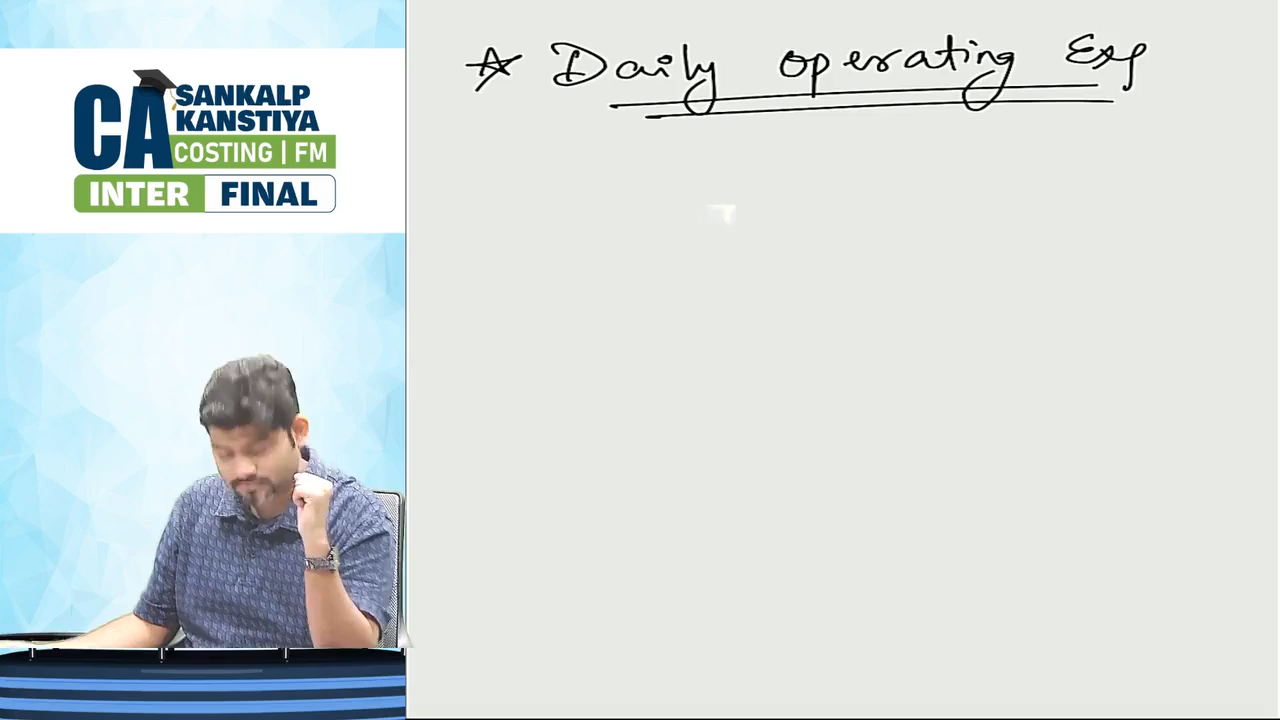 CA SANKALP KANSTIYA
COSTING | FM
INTER FINAL
☆ Daily operating Exp